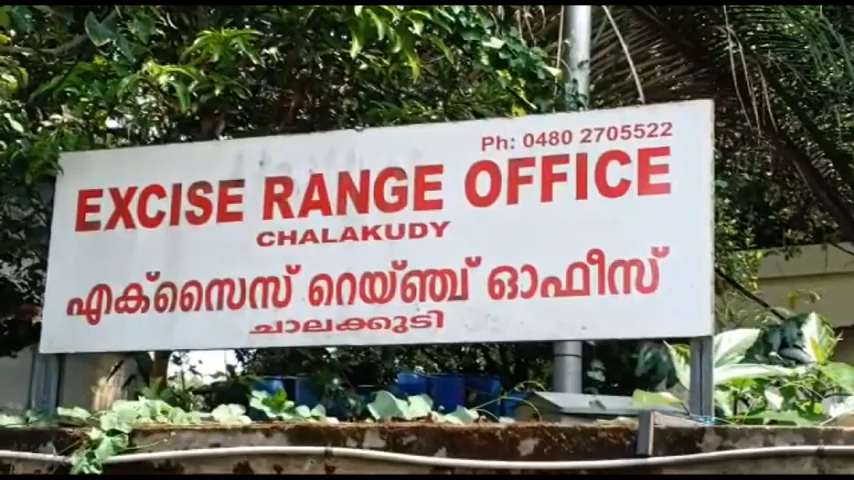 Ph: 0480 2705522
EXCISE RANGE OFFICE
CHALAKUDY
എക്സൈസ് റെയ്ഞ്ച് ഓഫീസ്
ചാലക്കുടി